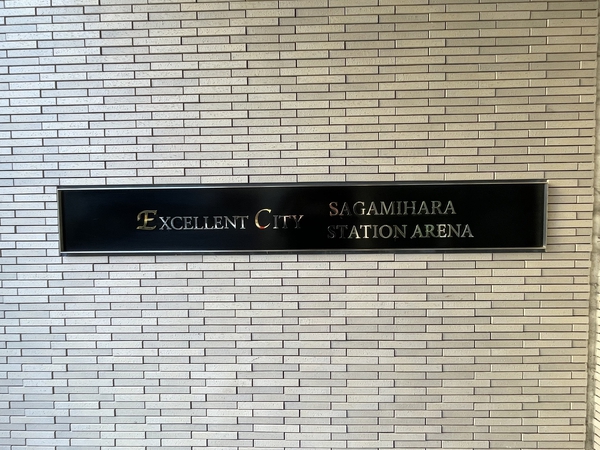 EXCELLENT CITY
SAGAMIHARA
STATION ARENA